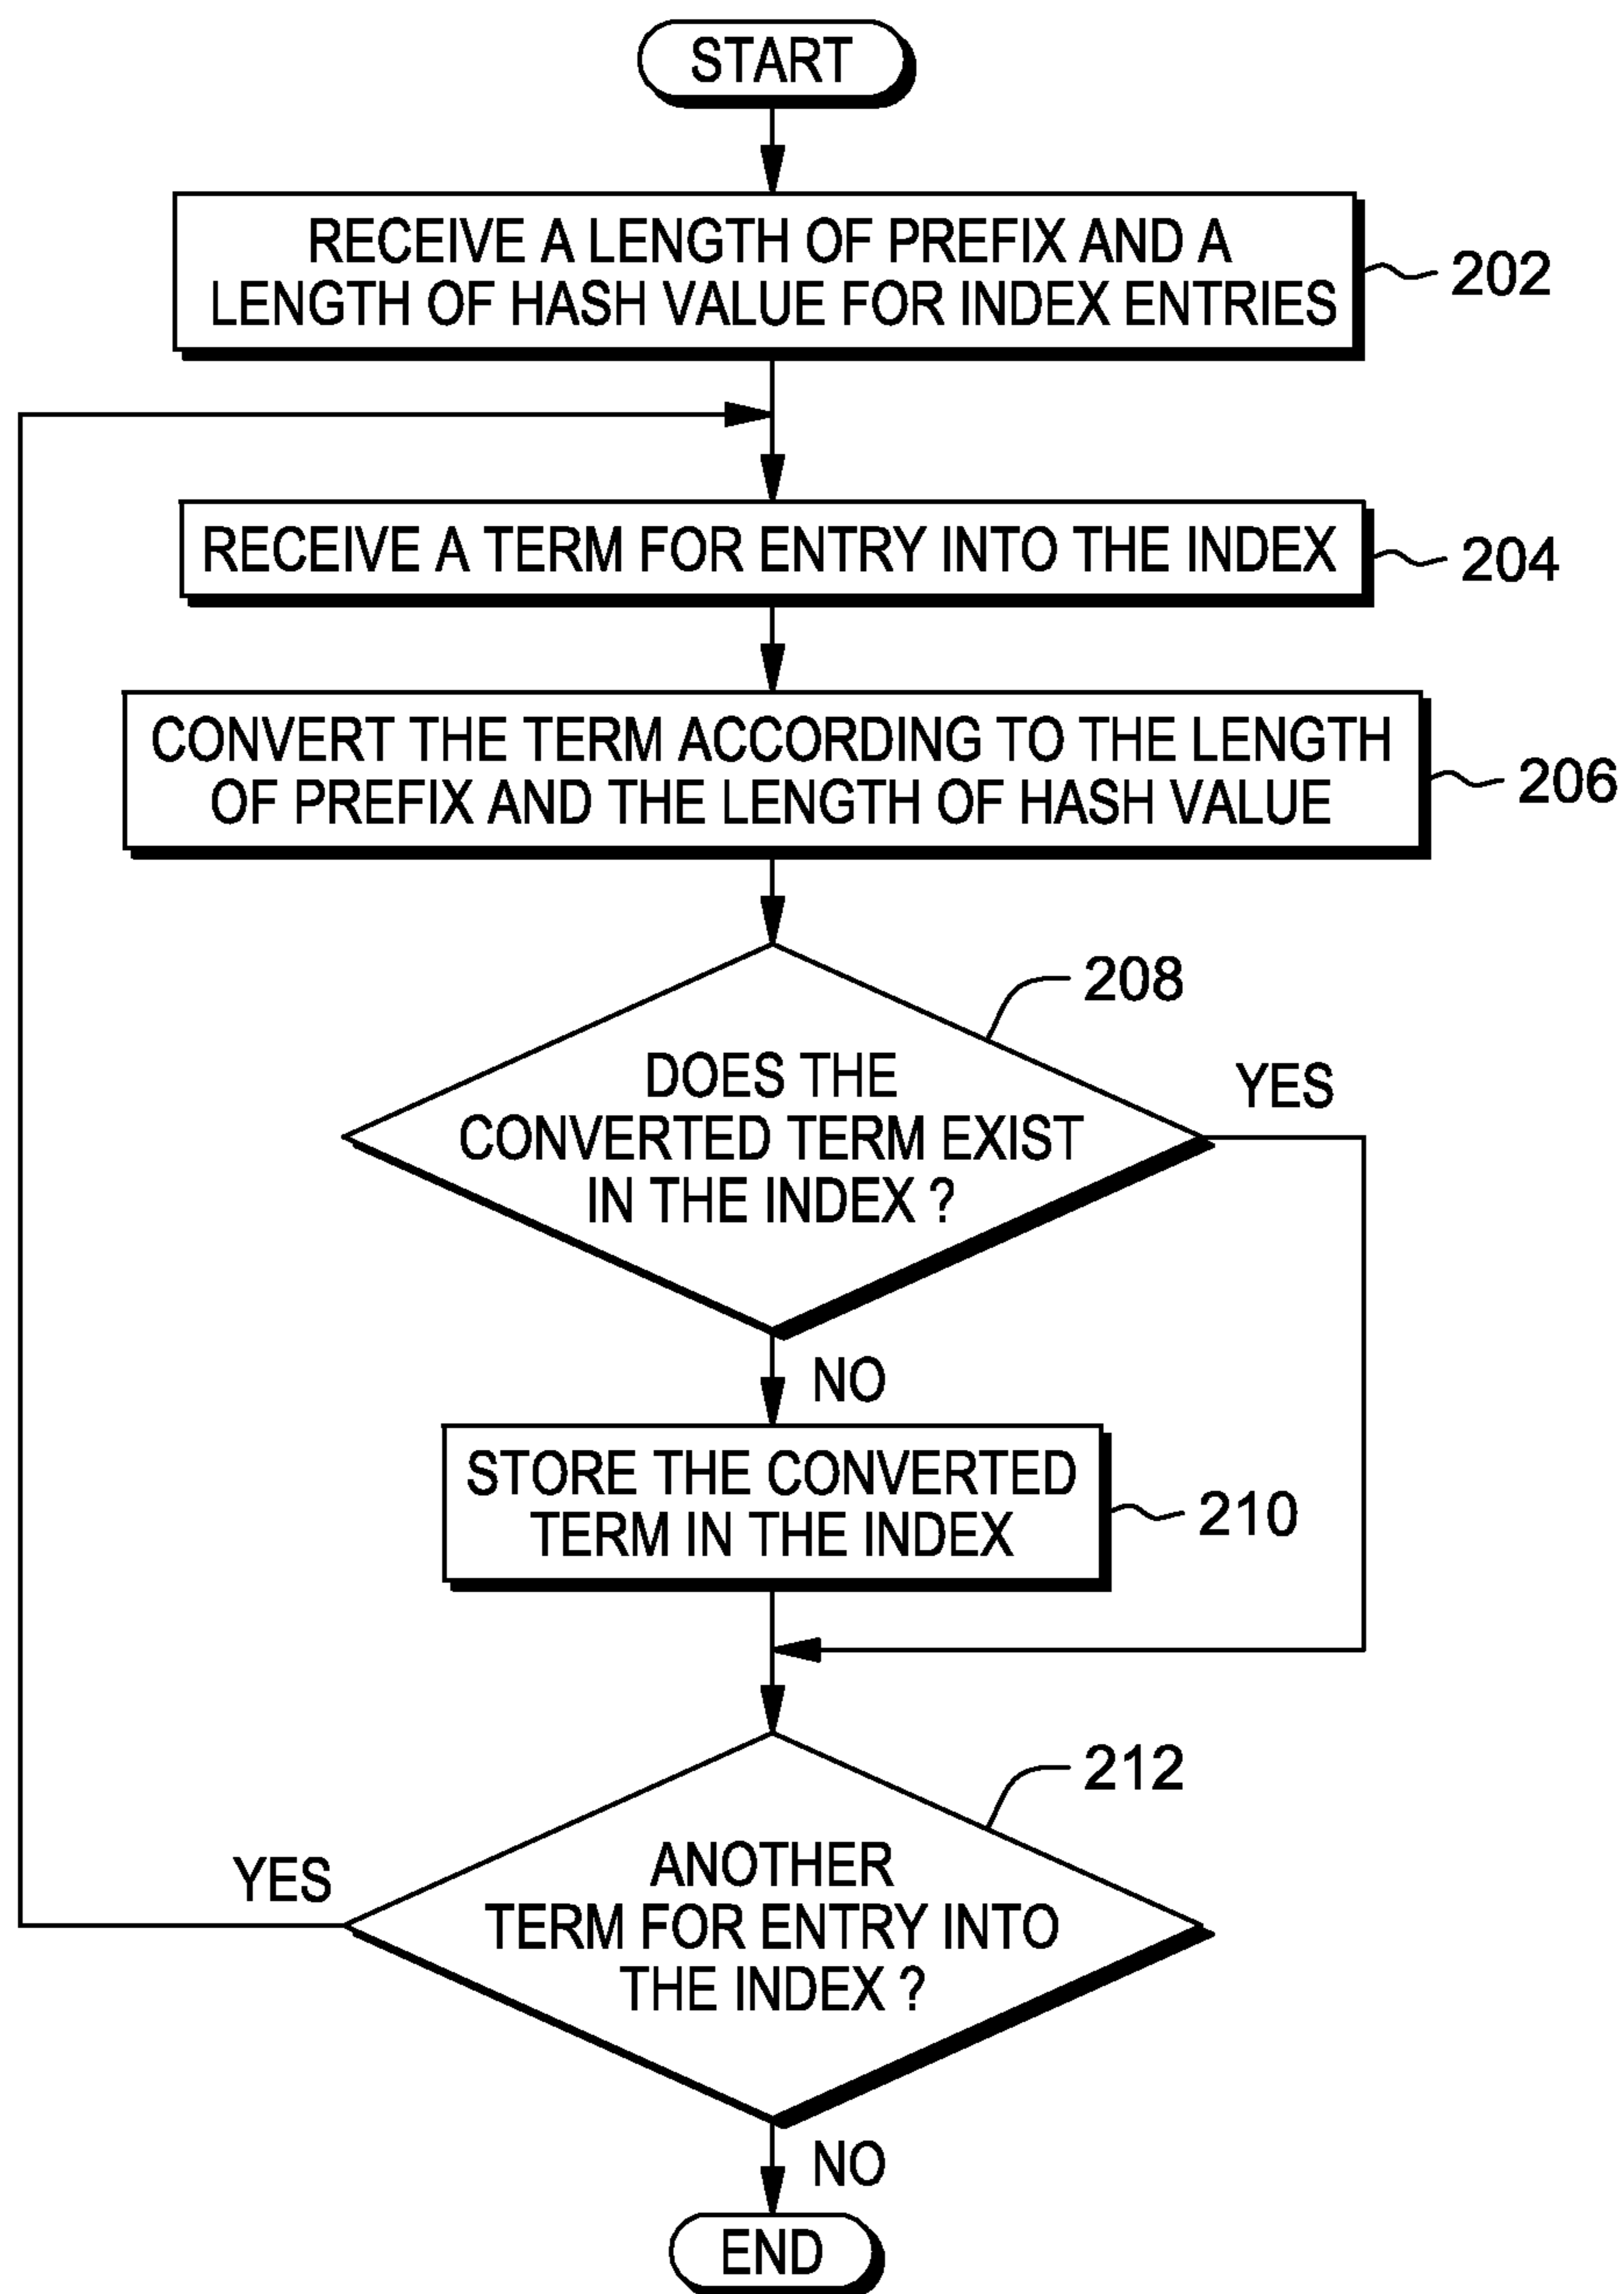 START
RECEIVE A LENGTH OF PREFIX AND A
LENGTH OF HASH VALUE FOR INDEX ENTRIES
202
RECEIVE A TERM FOR ENTRY INTO THE INDEX
204
CONVERT THE TERM ACCORDING TO THE LENGTH
OF PREFIX AND THE LENGTH OF HASH VALUE
206
208
DOES THE
CONVERTED TERM EXIST
IN THE INDEX ?
YES
NO
STORE THE CONVERTED
TERM IN THE INDEX
210
212
ANOTHER
TERM FOR ENTRY INTO
THE INDEX ?
YES
NO
END